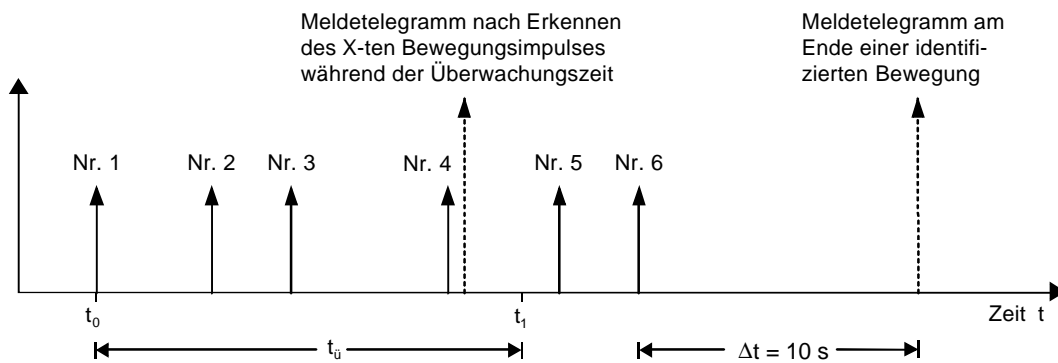 Meldetelegramm nach Erkennen
des X-ten Bewegungsimpulses
während der Überwachungszeit
Meldetelegramm am
Ende einer identifi-
zierten Bewegung
Nr. 1
Nr. 2
Nr. 3
Nr. 4
Nr. 5
Nr. 6
t0
t1
Zeit t
tü
Δt = 10 s